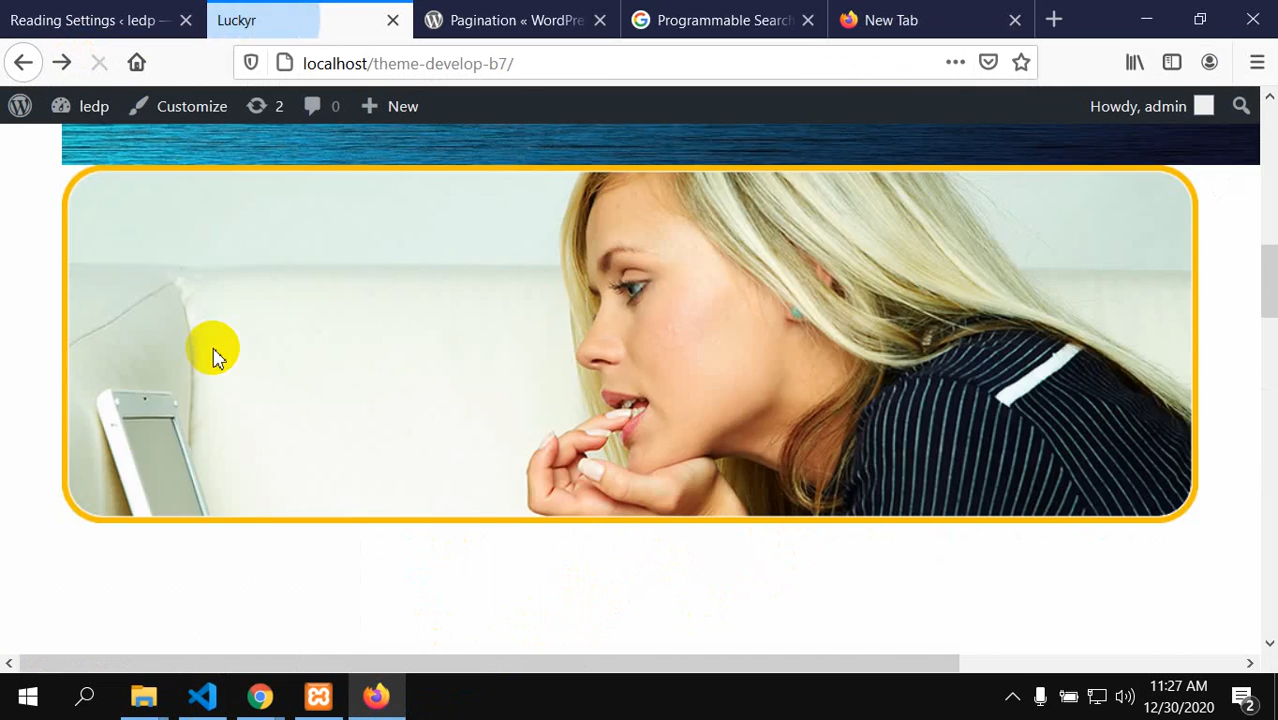 Reading Settings ‹ ledp —
Luckyr
Pagination « WordPre
Programmable Search
New Tab
localhost/theme-develop-b7/
ledp
Customize
2
0
New
Howdy, admin
11:27 AM
12/30/2020
2